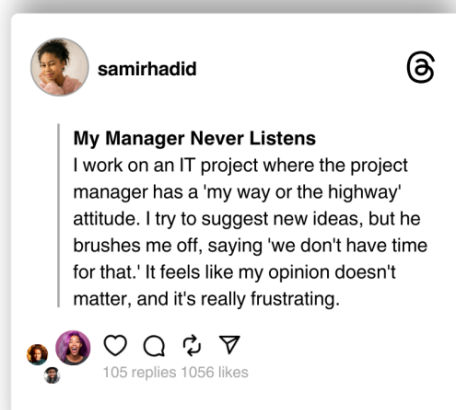 samirhadid
My Manager Never Listens
I work on an IT project where the project
manager has a 'my way or the highway'
attitude. I try to suggest new ideas, but he
brushes me off, saying 'we don't have time
for that.' It feels like my opinion doesn't
matter, and it's really frustrating.
105 replies 1056 likes